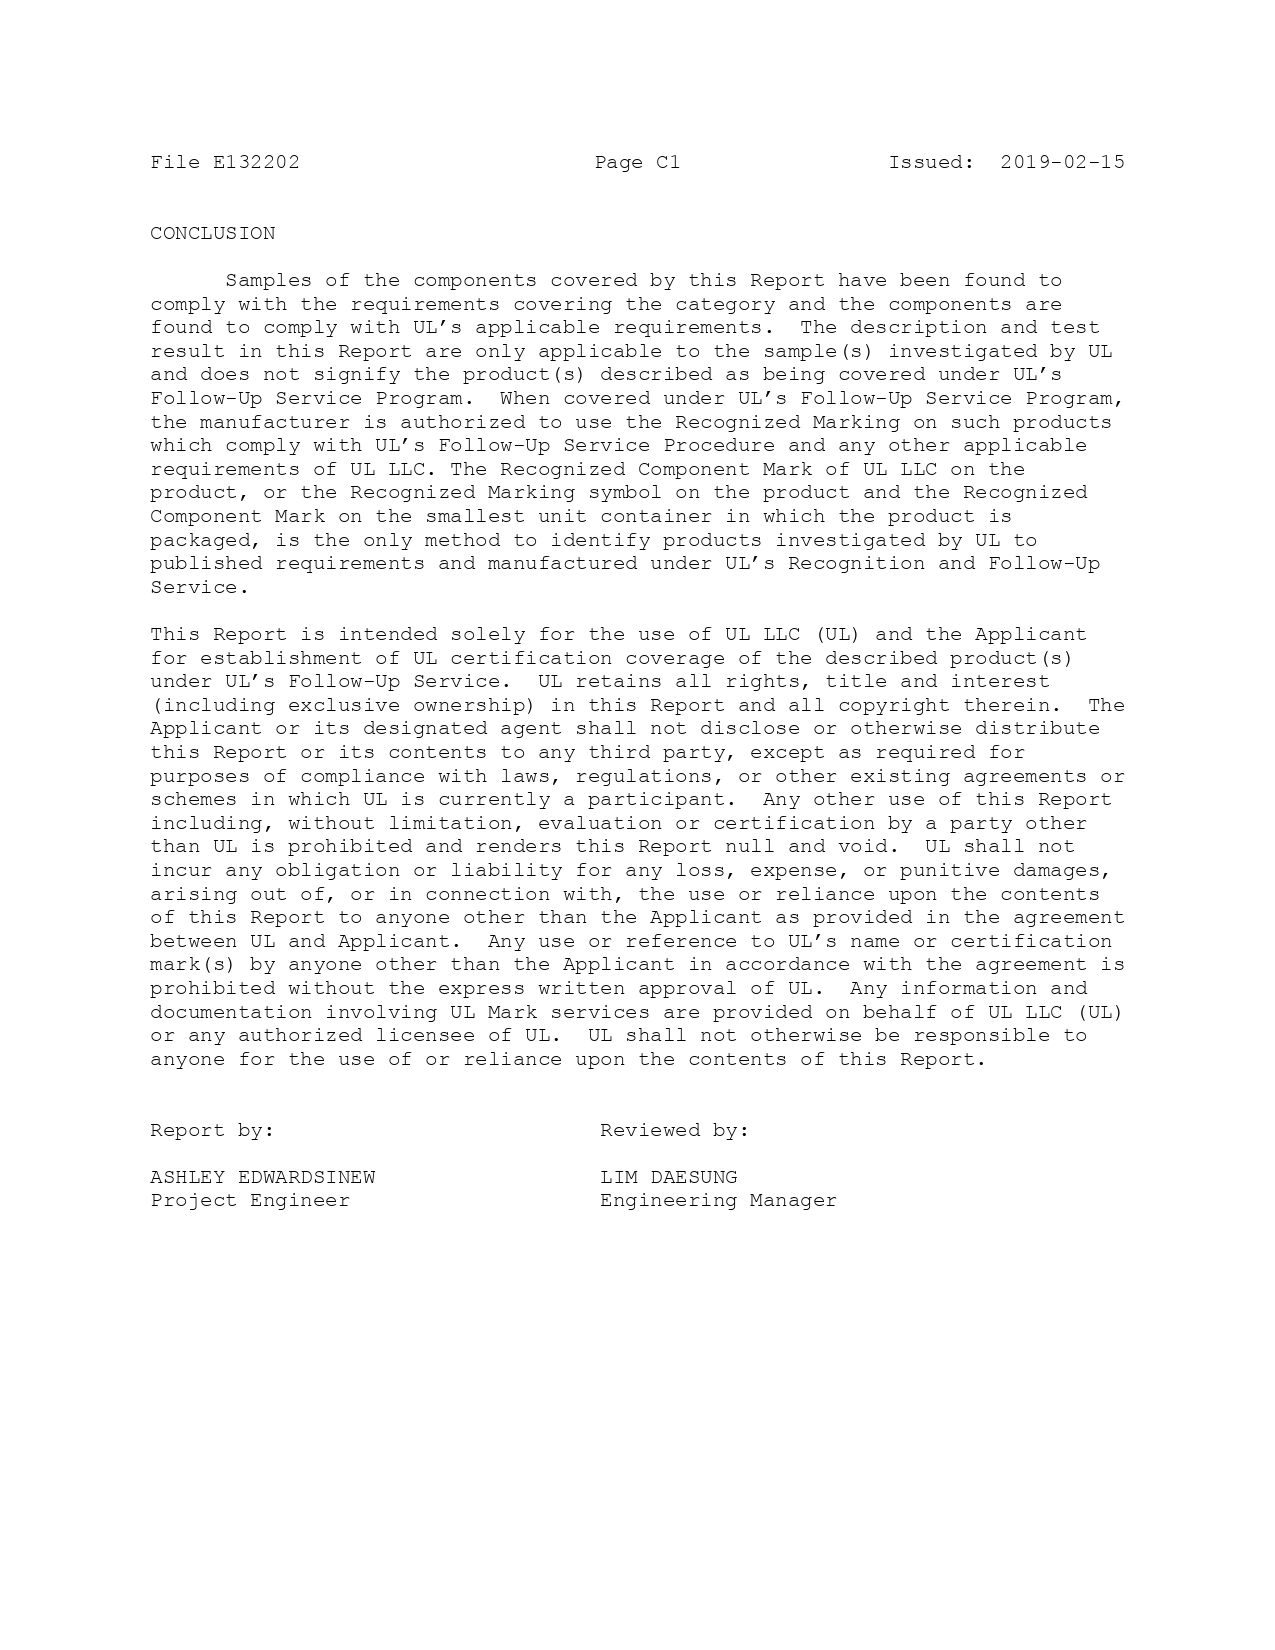 File E132202 Page C1 Issued: 2019-02-15
CONCLUSION
Samples of the components covered by this Report have been found to
comply with the requirements covering the category and the components are
found to comply with UL’s applicable requirements. The description and test
result in this Report are only applicable to the sample(s) investigated by UL
and does not signify the product(s) described as being covered under UL’s
Follow-Up Service Program. When covered under UL’s Follow-Up Service Program,
the manufacturer is authorized to use the Recognized Marking on such products
which comply with UL’s Follow-Up Service Procedure and any other applicable
requirements of UL LLC. The Recognized Component Mark of UL LLC on the
product, or the Recognized Marking symbol on the product and the Recognized
Component Mark on the smallest unit container in which the product is
packaged, is the only method to identify products investigated by UL to
published requirements and manufactured under UL’s Recognition and Follow-Up
Service.
This Report is intended solely for the use of UL LLC (UL) and the Applicant
for establishment of UL certification coverage of the described product(s)
under UL’s Follow-Up Service. UL retains all rights, title and interest
(including exclusive ownership) in this Report and all copyright therein. The
Applicant or its designated agent shall not disclose or otherwise distribute
this Report or its contents to any third party, except as required for
purposes of compliance with laws, regulations, or other existing agreements or
schemes in which UL is currently a participant. Any other use of this Report
including, without limitation, evaluation or certification by a party other
than UL is prohibited and renders this Report null and void. UL shall not
incur any obligation or liability for any loss, expense, or punitive damages,
arising out of, or in connection with, the use or reliance upon the contents
of this Report to anyone other than the Applicant as provided in the agreement
between UL and Applicant. Any use or reference to UL’s name or certification
mark(s) by anyone other than the Applicant in accordance with the agreement is
prohibited without the express written approval of UL. Any information and
documentation involving UL Mark services are provided on behalf of UL LLC (UL)
or any authorized licensee of UL. UL shall not otherwise be responsible to
anyone for the use of or reliance upon the contents of this Report.
Report by: Reviewed by:
ASHLEY EDWARDSINEW LIM DAESUNG
Project Engineer Engineering Manager